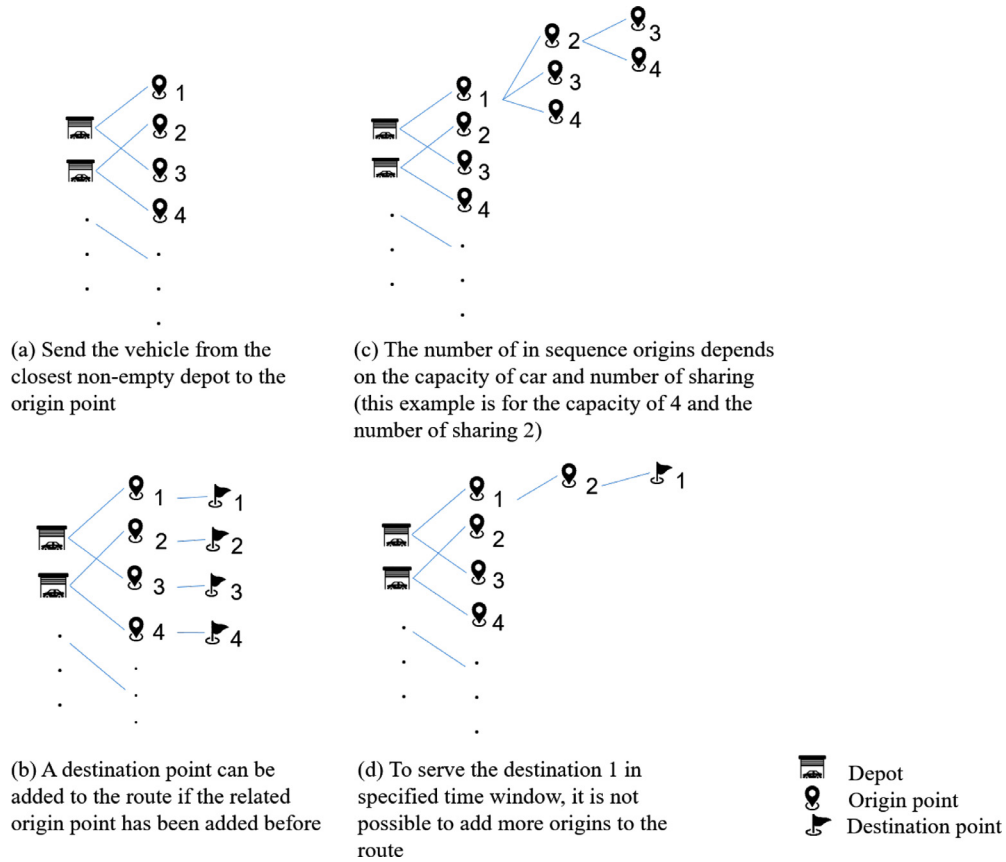 1
2
3
4
(a) Send the vehicle from the
closest non-empty depot to the
origin point
2
3
4
1
3
4
2
3
4
(c) The number of in sequence origins depends
on the capacity of car and number of sharing
(this example is for the capacity of 4 and the
number of sharing 2)
1 1
2 2
3 3
4 4
(b) A destination point can be
added to the route if the related
origin point has been added before
1 2 1
2
3
4
(d) To serve the destination 1 in
specified time window, it is not
possible to add more origins to the
route
Depot
Origin point
Destination point